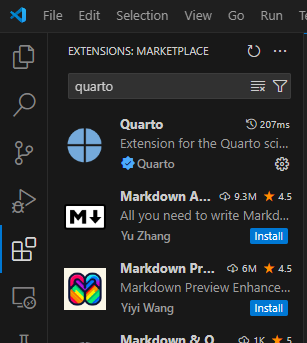 File Edit Selection View Go Run Te
EXTENSIONS: MARKETPLACE
quarto
Quarto 207ms
Extension for the Quarto sci...
Quarto
Markdown A... 9.3M 4.5
All you need to write Markd...
Yu Zhang Install
M
Markdown Pr... 6M 4.5
Markdown Preview Enhance...
Yiyi Wang Install
Markdown & Q 1K 5